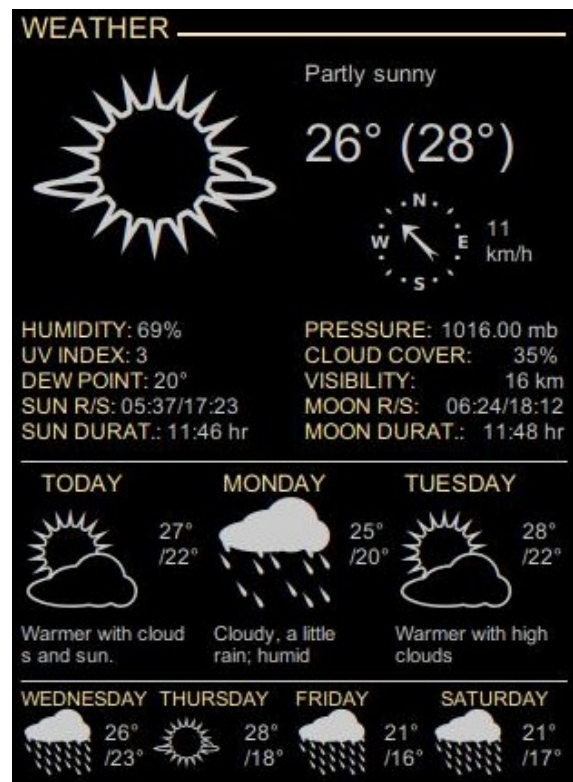 WEATHER
Partly sunny
26° (28°)
N
W E
S
11
km/h
HUMIDITY: 69%
UV INDEX: 3
DEW POINT: 20°
SUN R/S: 05:37/17:23
SUN DURAT.: 11:46 hr
PRESSURE: 1016.00 mb
CLOUD COVER: 35%
VISIBILITY: 16 km
MOON R/S: 06:24/18:12
MOON DURAT.: 11:48 hr
TODAY
27°
/22°
Warmer with cloud
s and sun.
MONDAY
25°
/20°
Cloudy, a little
rain; humid
TUESDAY
28°
/22°
Warmer with high
clouds
WEDNESDAY
26°
/23°
THURSDAY
28°
/18°
FRIDAY
21°
/16°
SATURDAY
21°
/17°